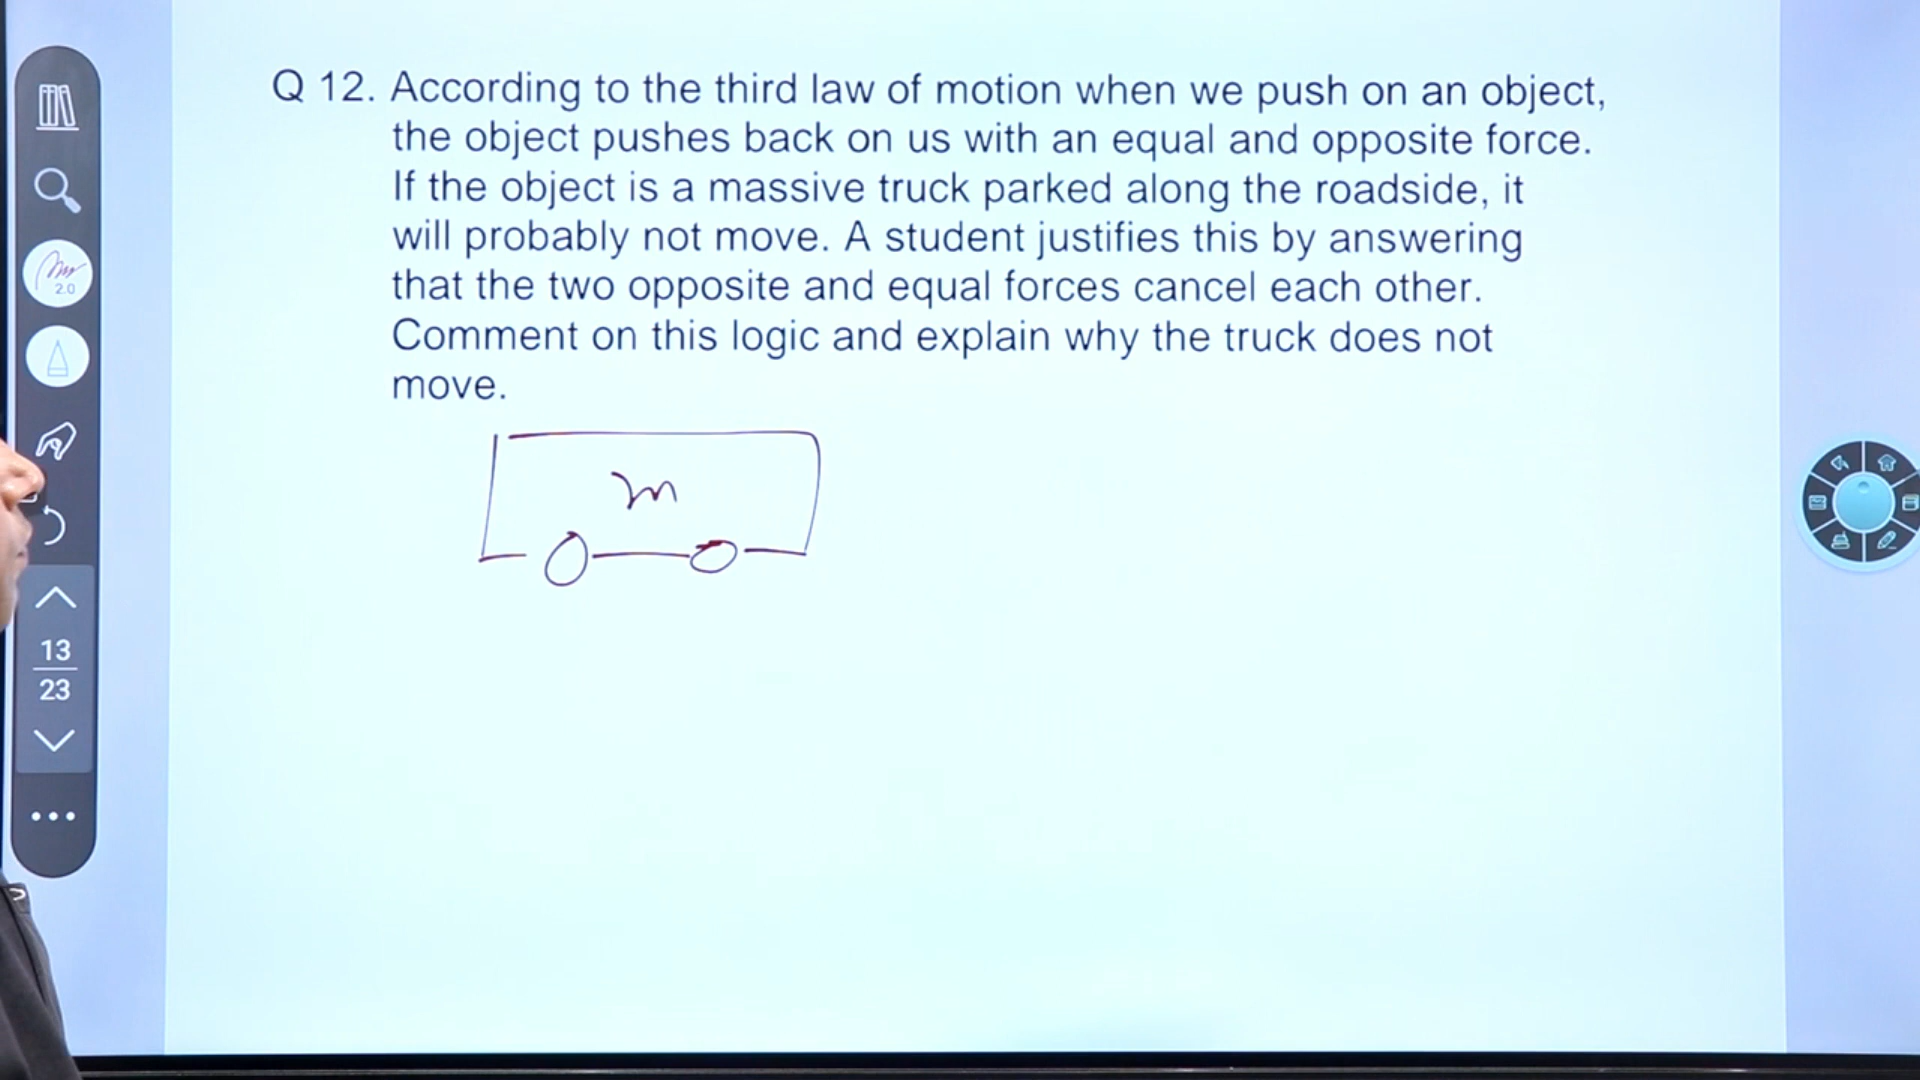 Q 12. According to the third law of motion when we push on an object,
the object pushes back on us with an equal and opposite force.
If the object is a massive truck parked along the roadside, it
will probably not move. A student justifies this by answering
that the two opposite and equal forces cancel each other.
Comment on this logic and explain why the truck does not
move.
m
2.0
13
23